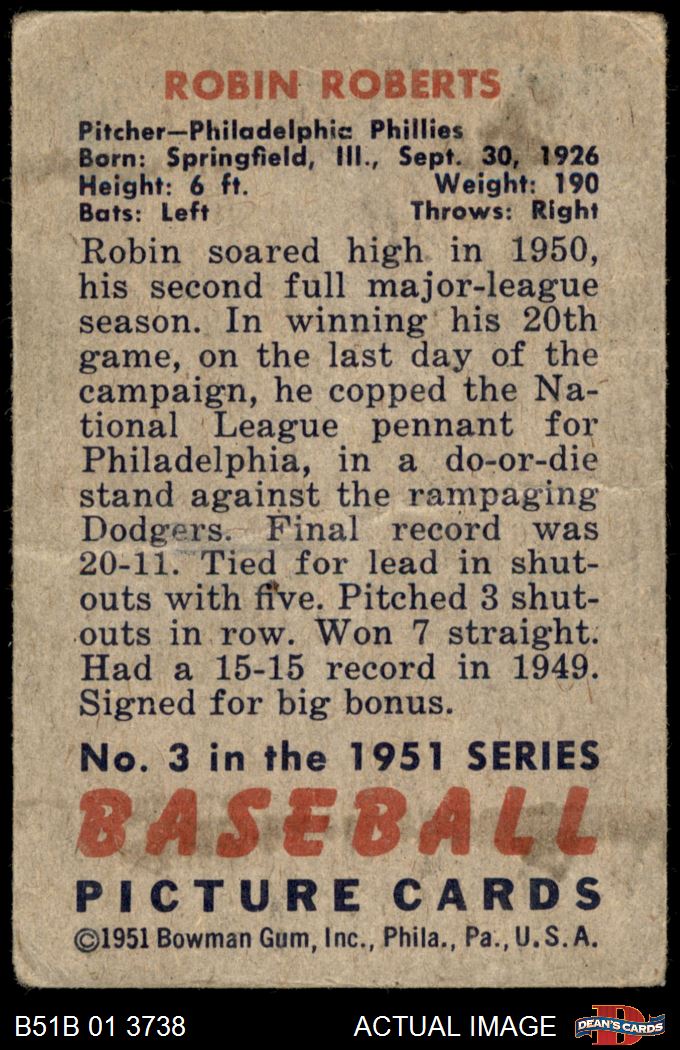 ROBIN ROBERTS
Pitcher—Philadelphia Phillies
Born: Springfield, Ill., Sept. 30, 1926
Height: 6 ft. Weight: 190
Bats: Left Throws: Right
Robin soared high in 1950,
his second full major-league
season. In winning his 20th
game, on the last day of the
campaign, he copped the Na-
tional League pennant for
Philadelphia, in a do-or-die
stand against the rampaging
Dodgers. Final record was
20-11. Tied for lead in shut-
outs with five. Pitched 3 shut-
outs in row. Won 7 straight.
Had a 15-15 record in 1949.
Signed for big bonus.
No. 3 in the 1951 SERIES
BASEBALL
PICTURE CARDS
©1951 Bowman Gum, Inc., Phila., Pa., U.S.A.
B51B 01 3738 ACTUAL IMAGE
D
DEAN'S CARDS